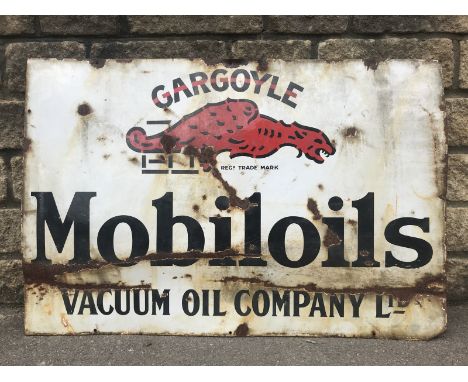 GARGOYLE
REGD TRADE MARK
Mobiloils
VACUUM OIL COMPANY LTD